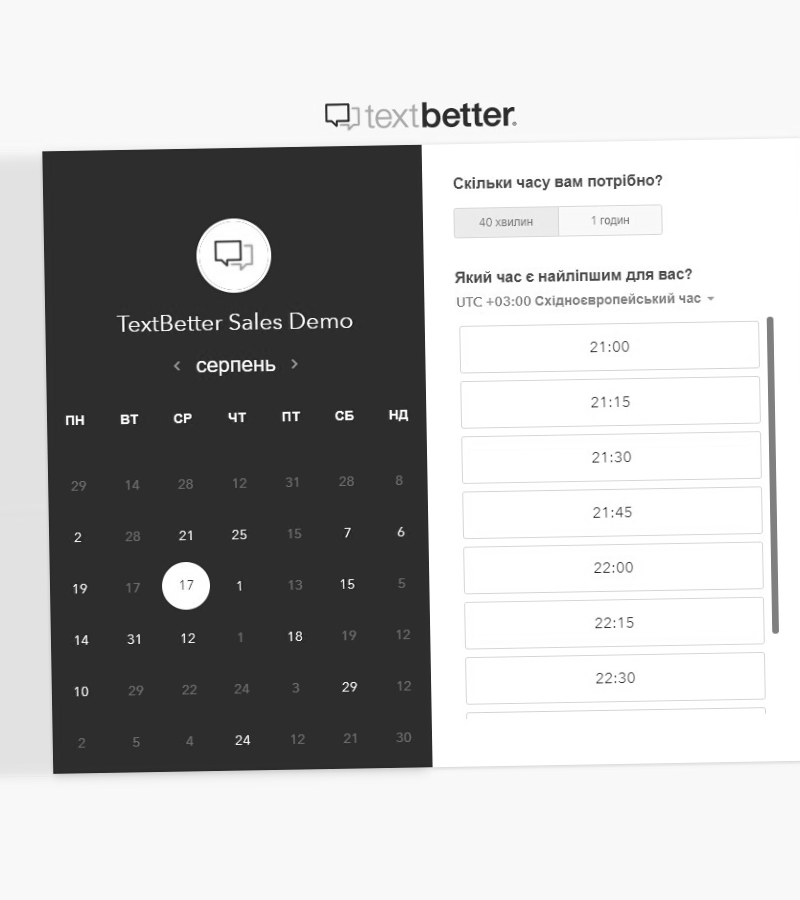 textbetter.
TextBetter Sales Demo
‹ серпень ›
ПН ВТ СР ЧТ ПТ СБ НД
29 14 28 12 31 28 8
2 28 21 25 15 7 6
19 17 17 1 13 15 5
14 31 12 1 18 19 12
10 29 22 24 3 29 12
2 5 4 24 12 21 30
Скільки часу вам потрібно?
40 хвилин 1 годин
Який час є найліпшим для вас?
UTC +03:00 Східноєвропейський час
21:00
21:15
21:30
21:45
22:00
22:15
22:30